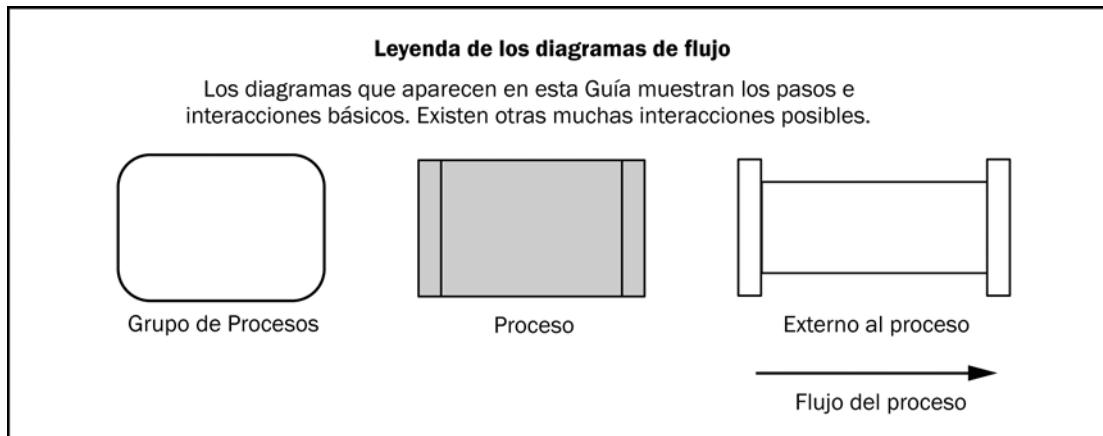 Leyenda de los diagramas de flujo
Los diagramas que aparecen en esta Guía muestran los pasos e
interacciones básicos. Existen otras muchas interacciones posibles.
Grupo de Procesos
Proceso
Externo al proceso
Flujo del proceso